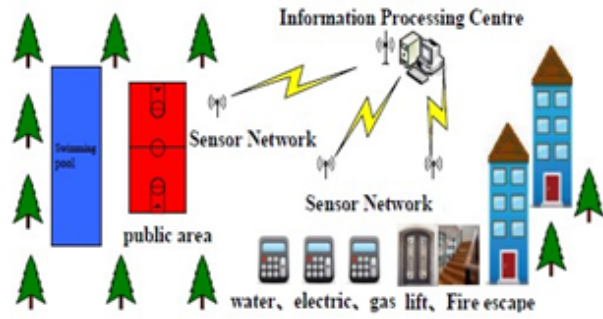 Information Processing Centre
Swimming
pool
Sensor Network
Sensor Network
public area
water、electric、gas lift、Fire escape